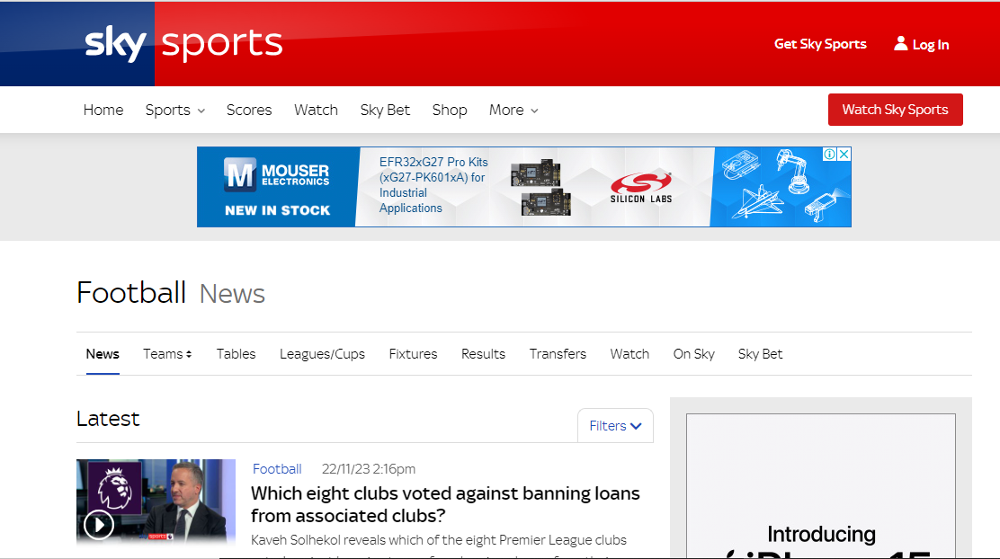 sky sports
Get Sky Sports
Log In
Home Sports Scores Watch Sky Bet Shop More
Watch Sky Sports
M MOUSER
ELECTRONICS
NEW IN STOCK
EFR32xG27 Pro Kits
(xG27-PK601xA) for
Industrial
Applications
SILICON LABS
Football News
News Teams Tables Leagues/Cups Fixtures Results Transfers Watch On Sky Sky Bet
Latest
Filters
Football 22/11/23 2:16pm
Which eight clubs voted against banning loans
from associated clubs?
Kaveh Solhekol reveals which of the eight Premier League clubs
sports
Introducing
iPhone 15